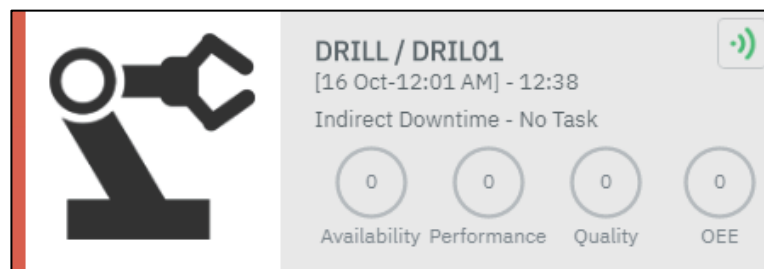 DRILL / DRIL01
[16 Oct-12:01 AM] - 12:38
Indirect Downtime - No Task
0 0 0 0
Availability Performance Quality OEE